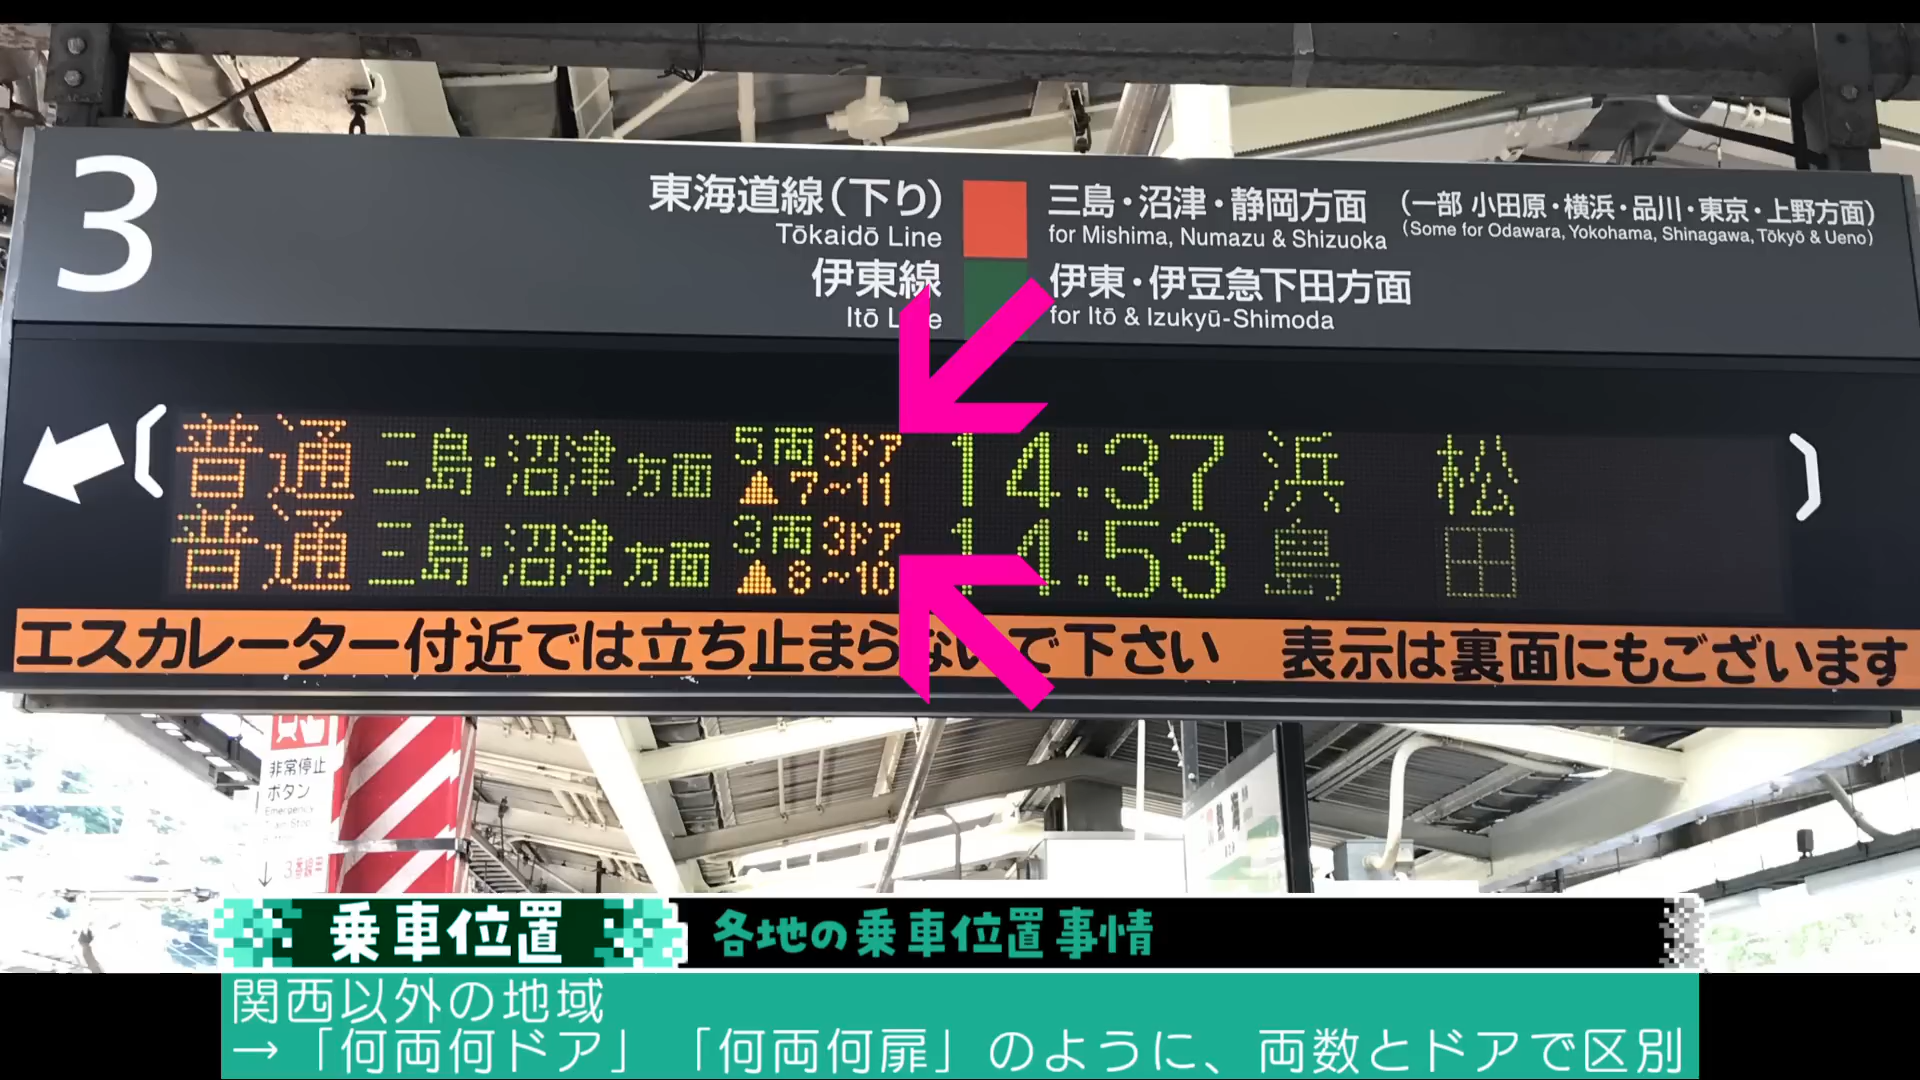 3
東海道線(下り)
Tōkaidō Line
三島・沼津・静岡方面
for Mishima, Numazu & Shizuoka
(一部 小田原・横浜・品川・東京・上野方面)
(Some for Odawara, Yokohama, Shinagawa, Tōkyō & Ueno)
伊東線
Itō L e
伊東・伊豆急下田方面
for Itō & Izukyū-Shimoda
普通 三島・沼津方面 5両 3ドア ▲7~11 14:37 浜 松
普通 三島・沼津方面 3両 3ドア ▲8~10 14:53 島 田
エスカレーター付近では立ち止まらないで下さい 表示は裏面にもございます
非常停止
ボタン
Emergency
熱海
乗車位置
各地の乗車位置事情
関西以外の地域
→「何両何ドア」「何両何扉」のように、両数とドアで区別